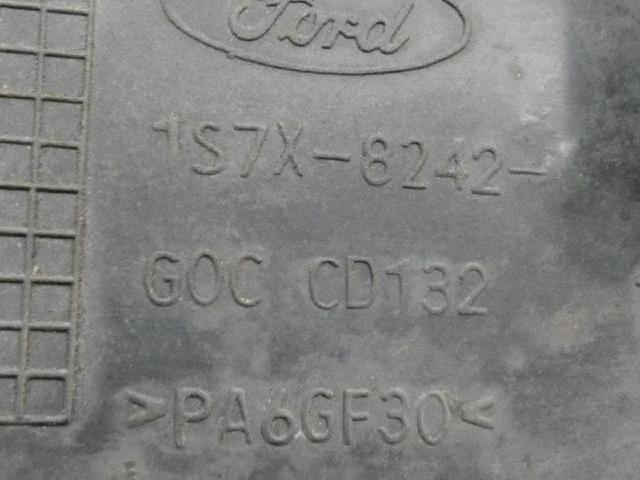 Ford
1S7X-8242-
GOC CD132
>PA6GF30<